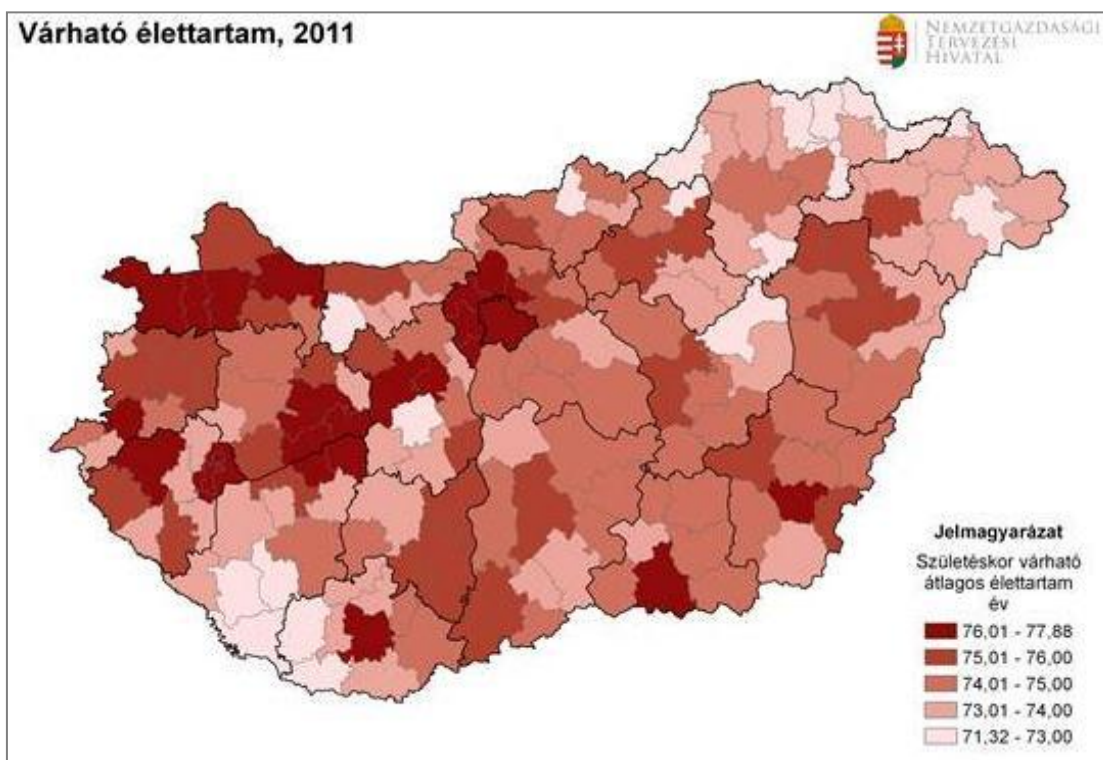 Várható élettartam, 2011
NEMZETGAZDASÁGI
TERVEZÉSI
HIVATAL
Jelmagyarázat
Születéskor várható
átlagos élettartam
év
76,01 - 77,88
75,01 - 76,00
74,01 - 75,00
73,01 - 74,00
71,32 - 73,00